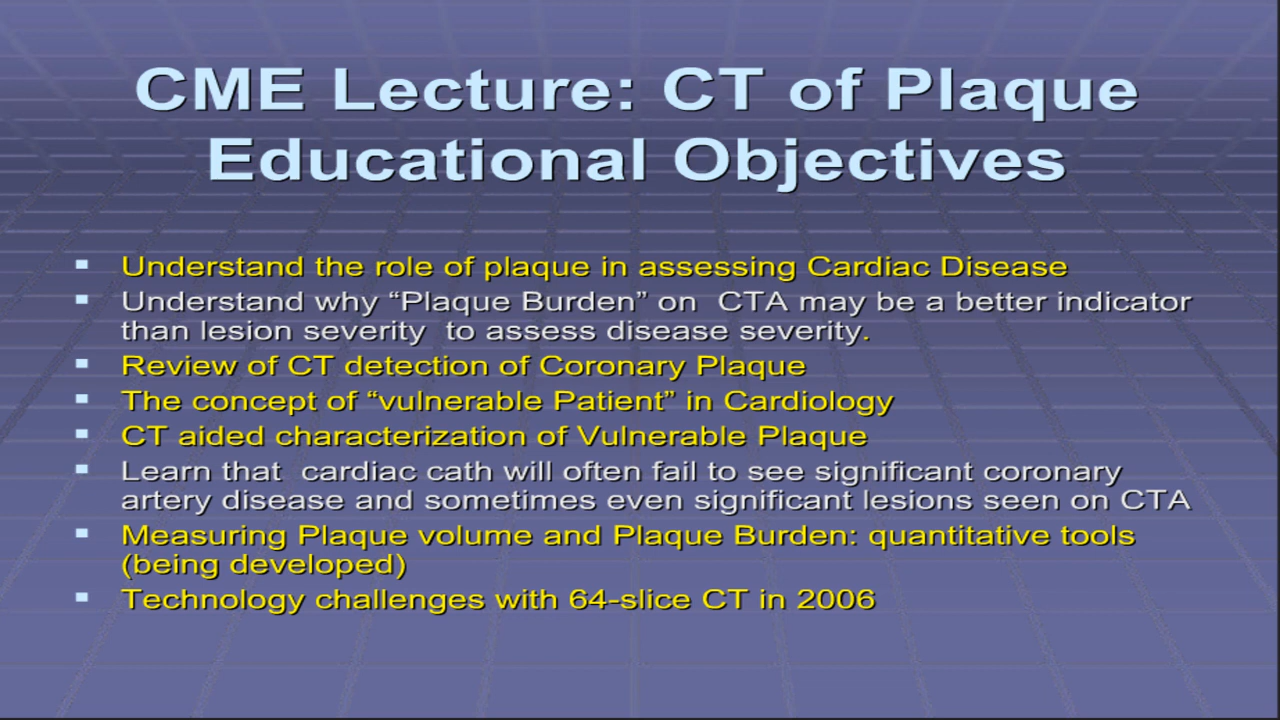 CME Lecture: CT of Plaque
Educational Objectives
Understand the role of plaque in assessing Cardiac Disease
Understand why “Plaque Burden” on CTA may be a better indicator
than lesion severity to assess disease severity.
Review of CT detection of Coronary Plaque
The concept of “vulnerable Patient” in Cardiology
CT aided characterization of Vulnerable Plaque
Learn that cardiac cath will often fail to see significant coronary
artery disease and sometimes even significant lesions seen on CTA
Measuring Plaque volume and Plaque Burden: quantitative tools
(being developed)
Technology challenges with 64-slice CT in 2006